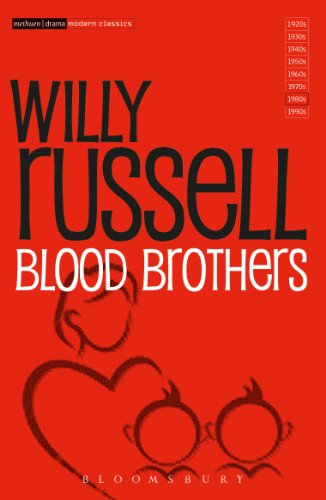 methuen | drama modern classics
1920s
1930s
1940s
1950s
1960s
1970s
1980s
1990s
WILLY
russell
BLOOD BROTHERS
BLOOMSBURY